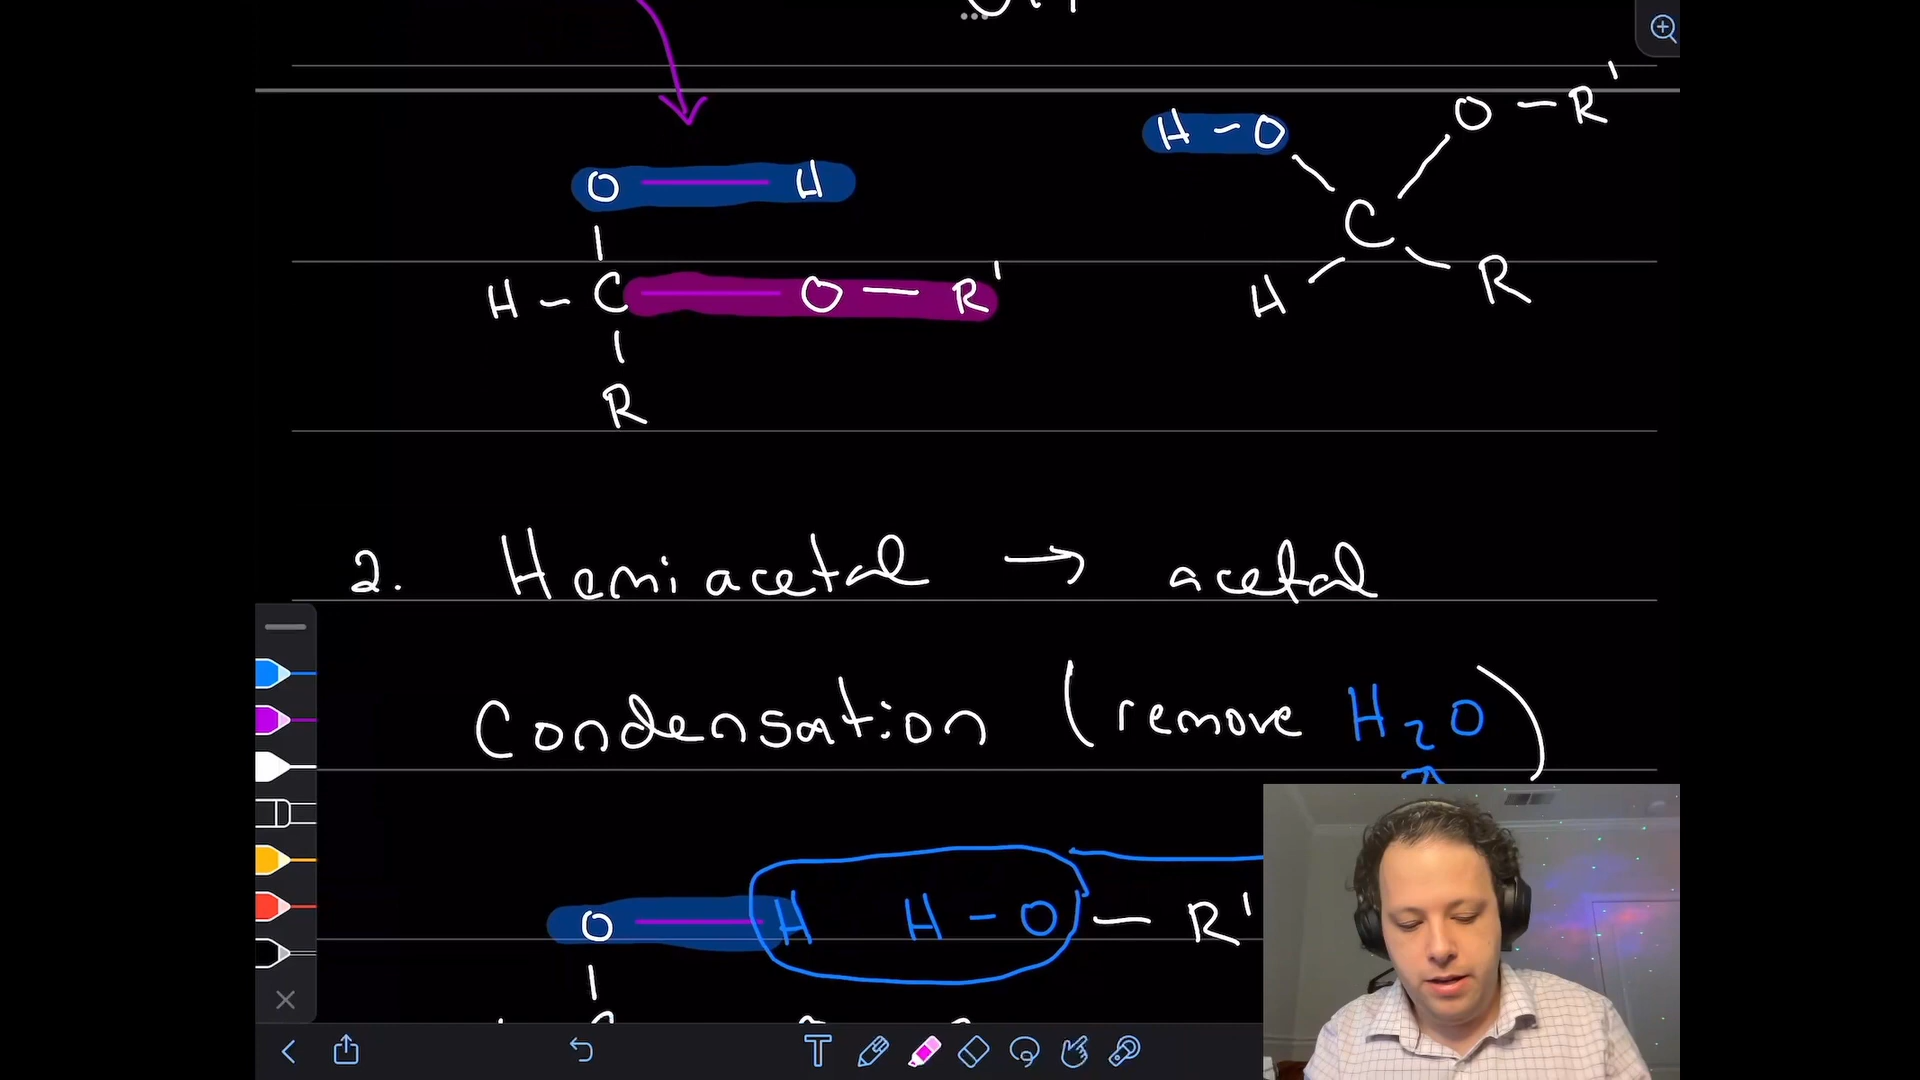 H - O O - R'
O — H
C
H - C — O — R'
H R
R
2. Hemiacetal → acetal
Condensation (remove H2O)
O — H H - O — R'
T